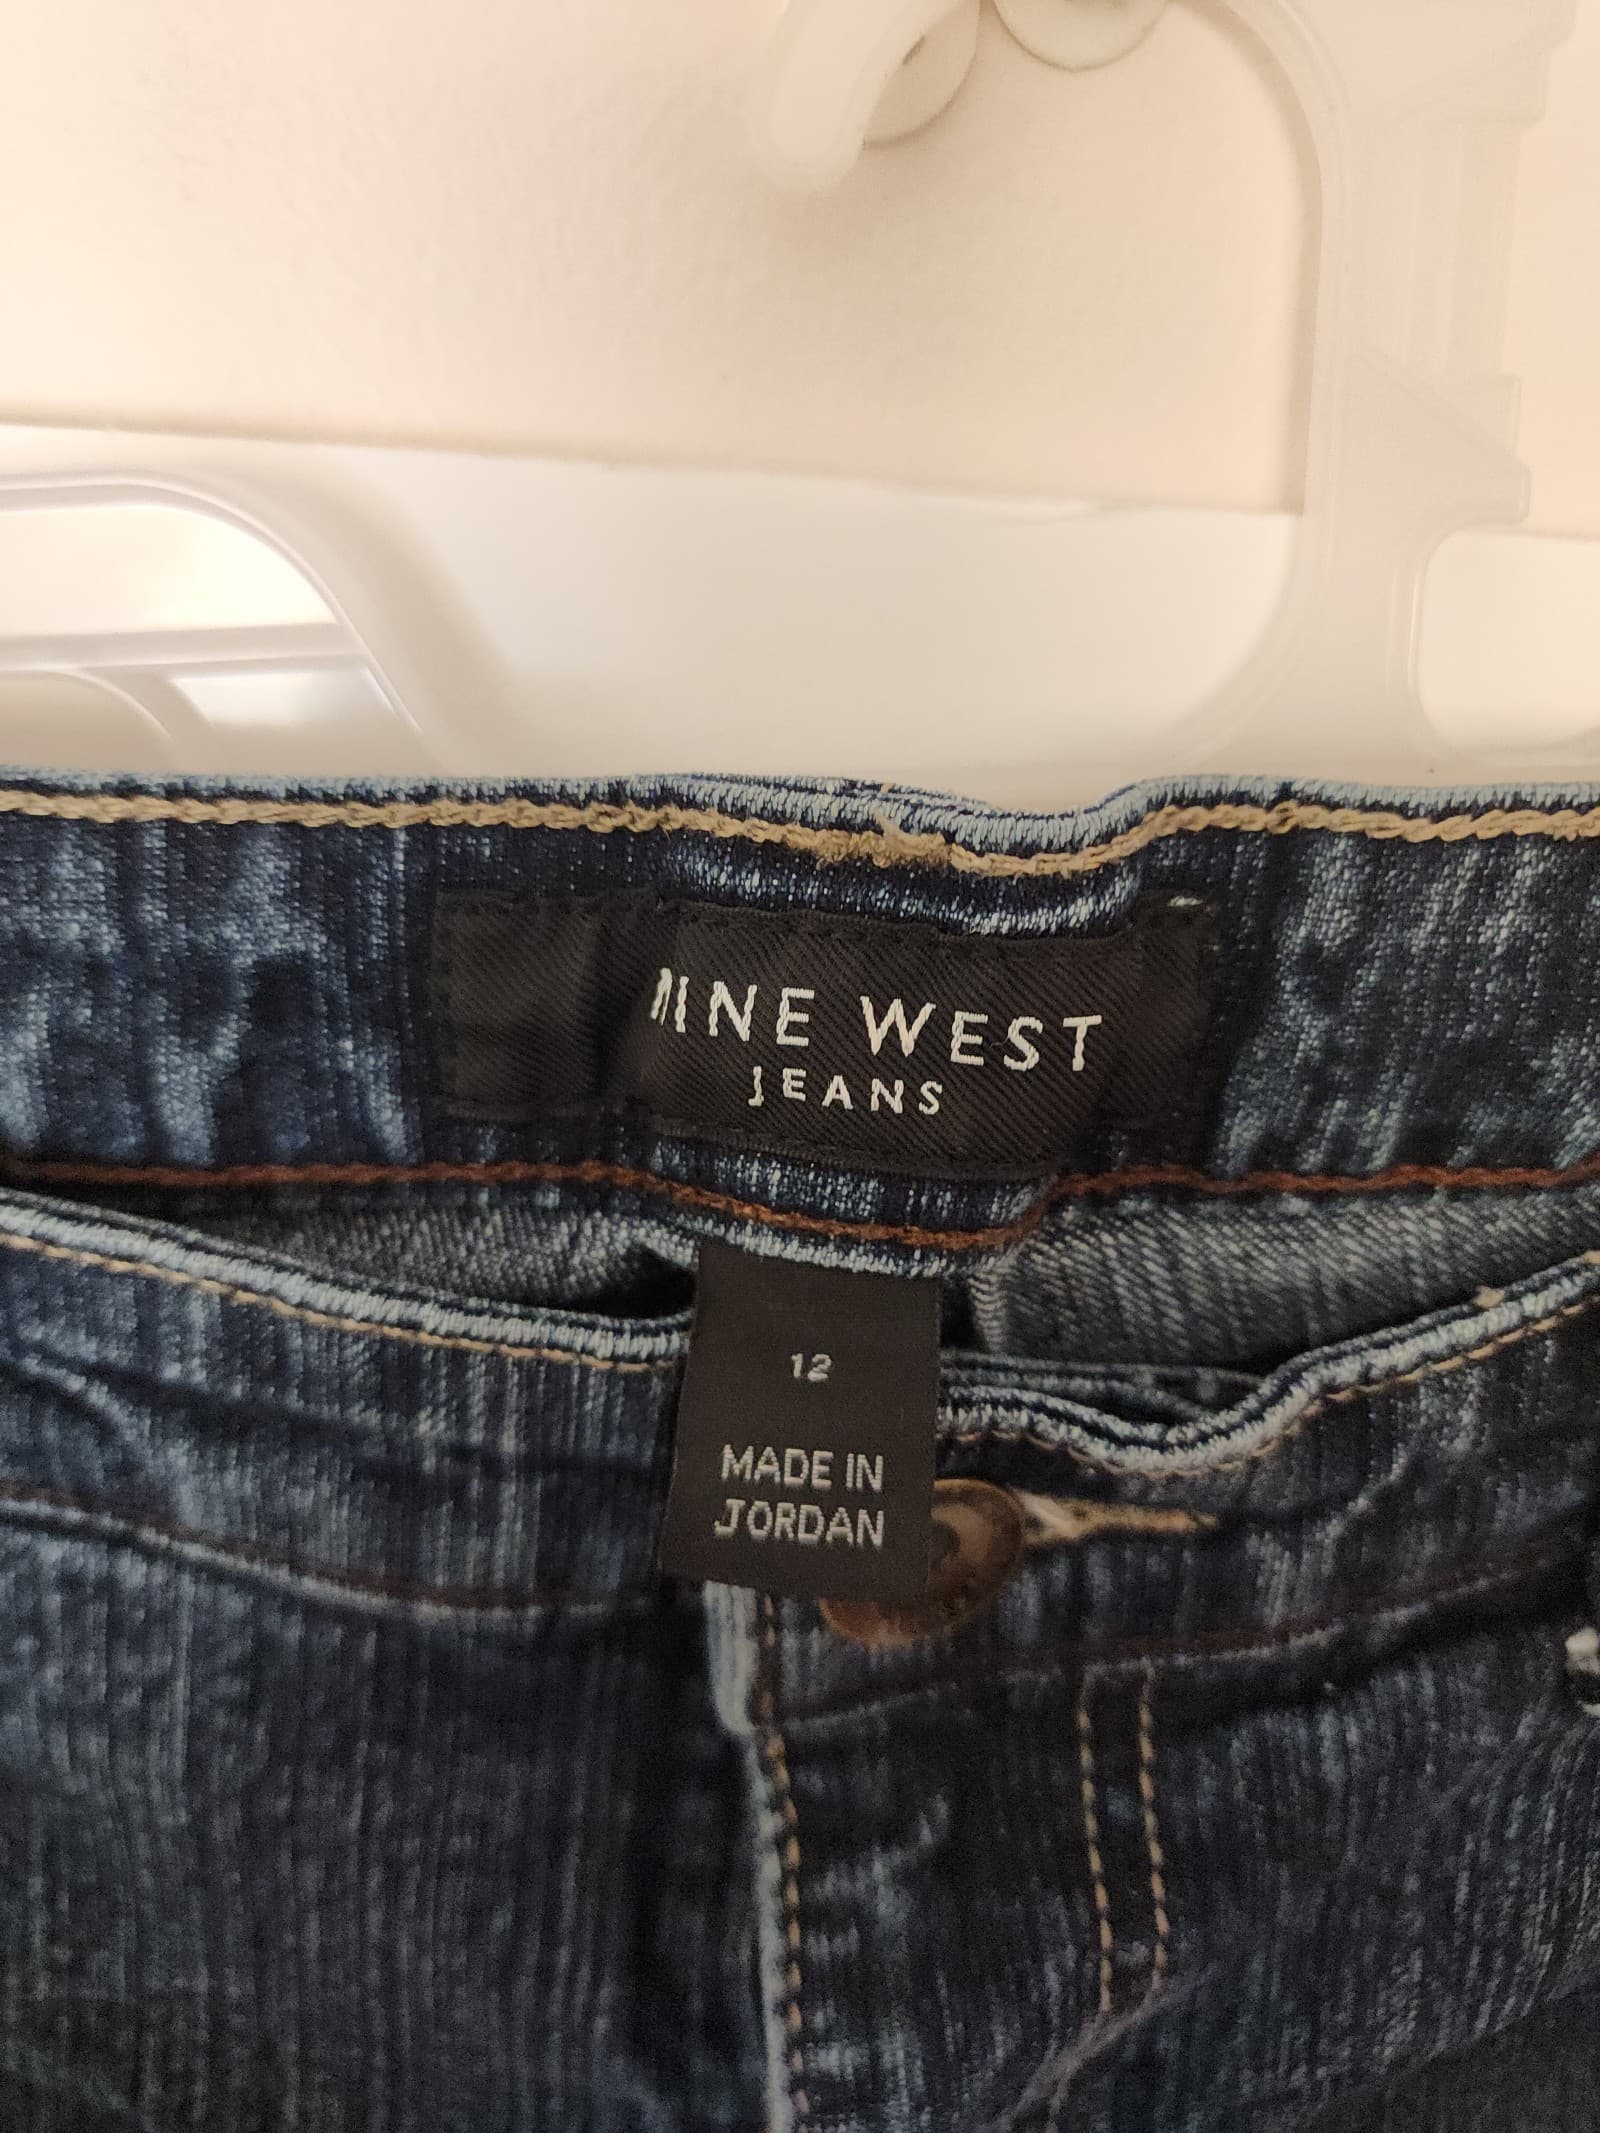 NINE WEST
JEANS
12
MADE IN
JORDAN